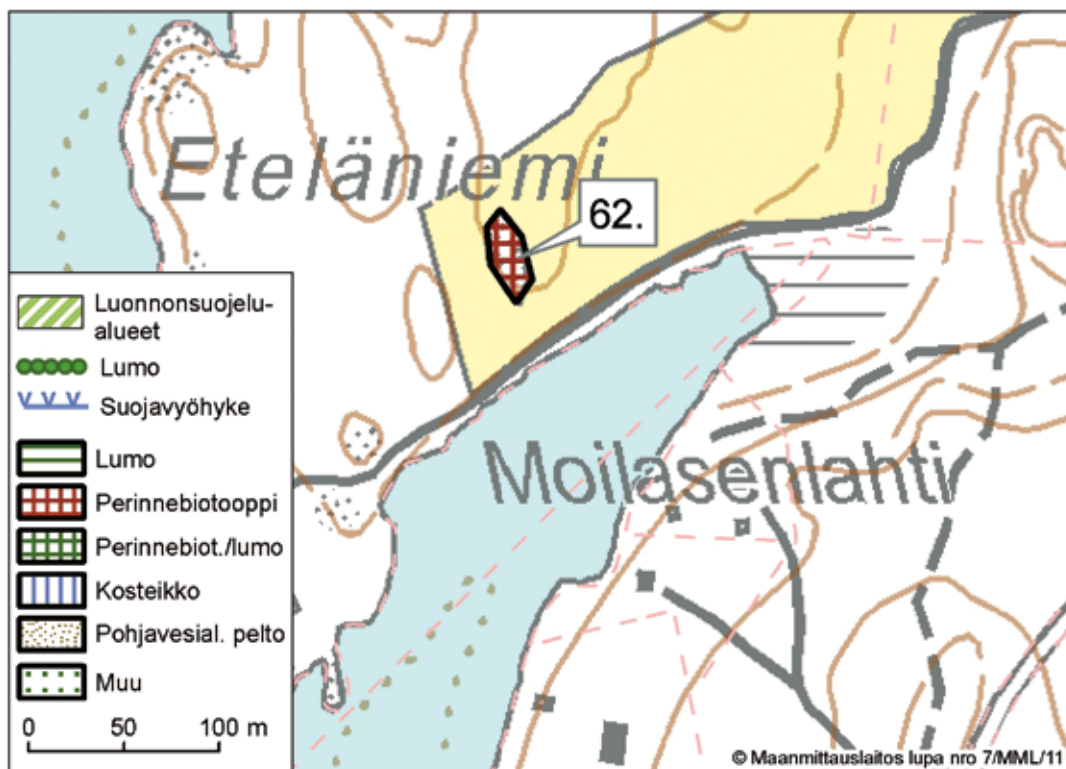 Eteläniemi
62.
Moilasenlahti
Luonnonsuojelu-
alueet
Lumo
Suojavyöhyke
Lumo
Perinnebiotooppi
Perinnebiot./lumo
Kosteikko
Pohjavesial. pelto
Muu
0 50 100 m
© Maanmittauslaitos lupa nro 7/MML/11